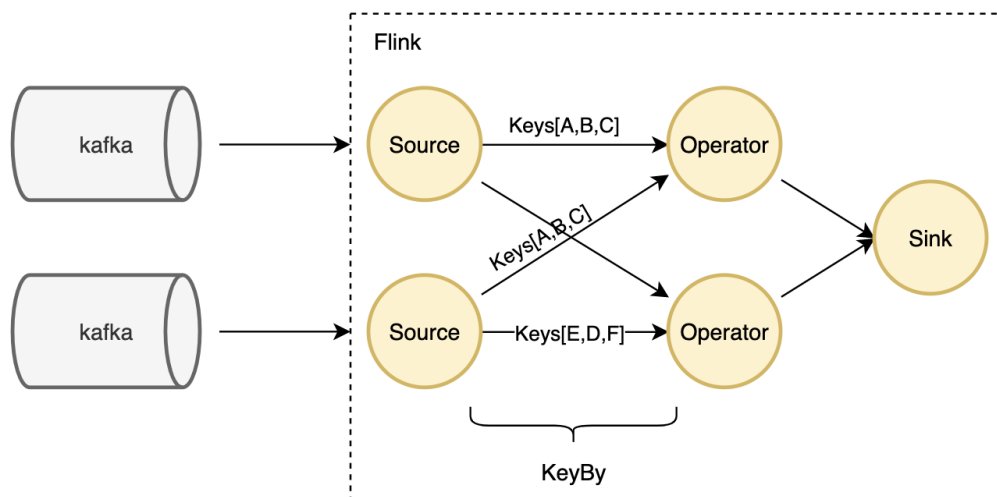 Flink
kafka
Source
Keys[A,B,C]
Operator
Keys[A,B,C]
Sink
kafka
Source
Keys[E,D,F]
Operator
KeyBy